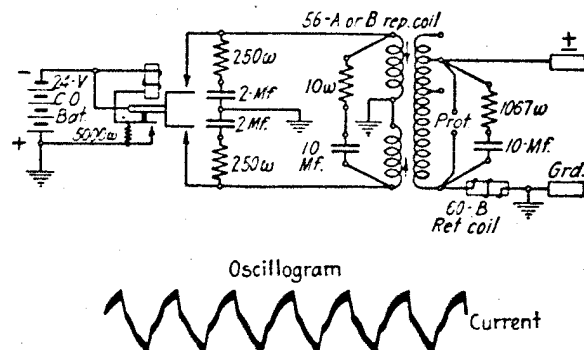 56-A or B rep. coil
250ω
2-Mf.
2 Mf.
250ω
10ω
10 Mf.
Prot.
1067ω
10-Mf.
±
Grd.
60-B Ret coil
-
24-V C.O. Bat.
+
5000ω
Oscillogram
Current